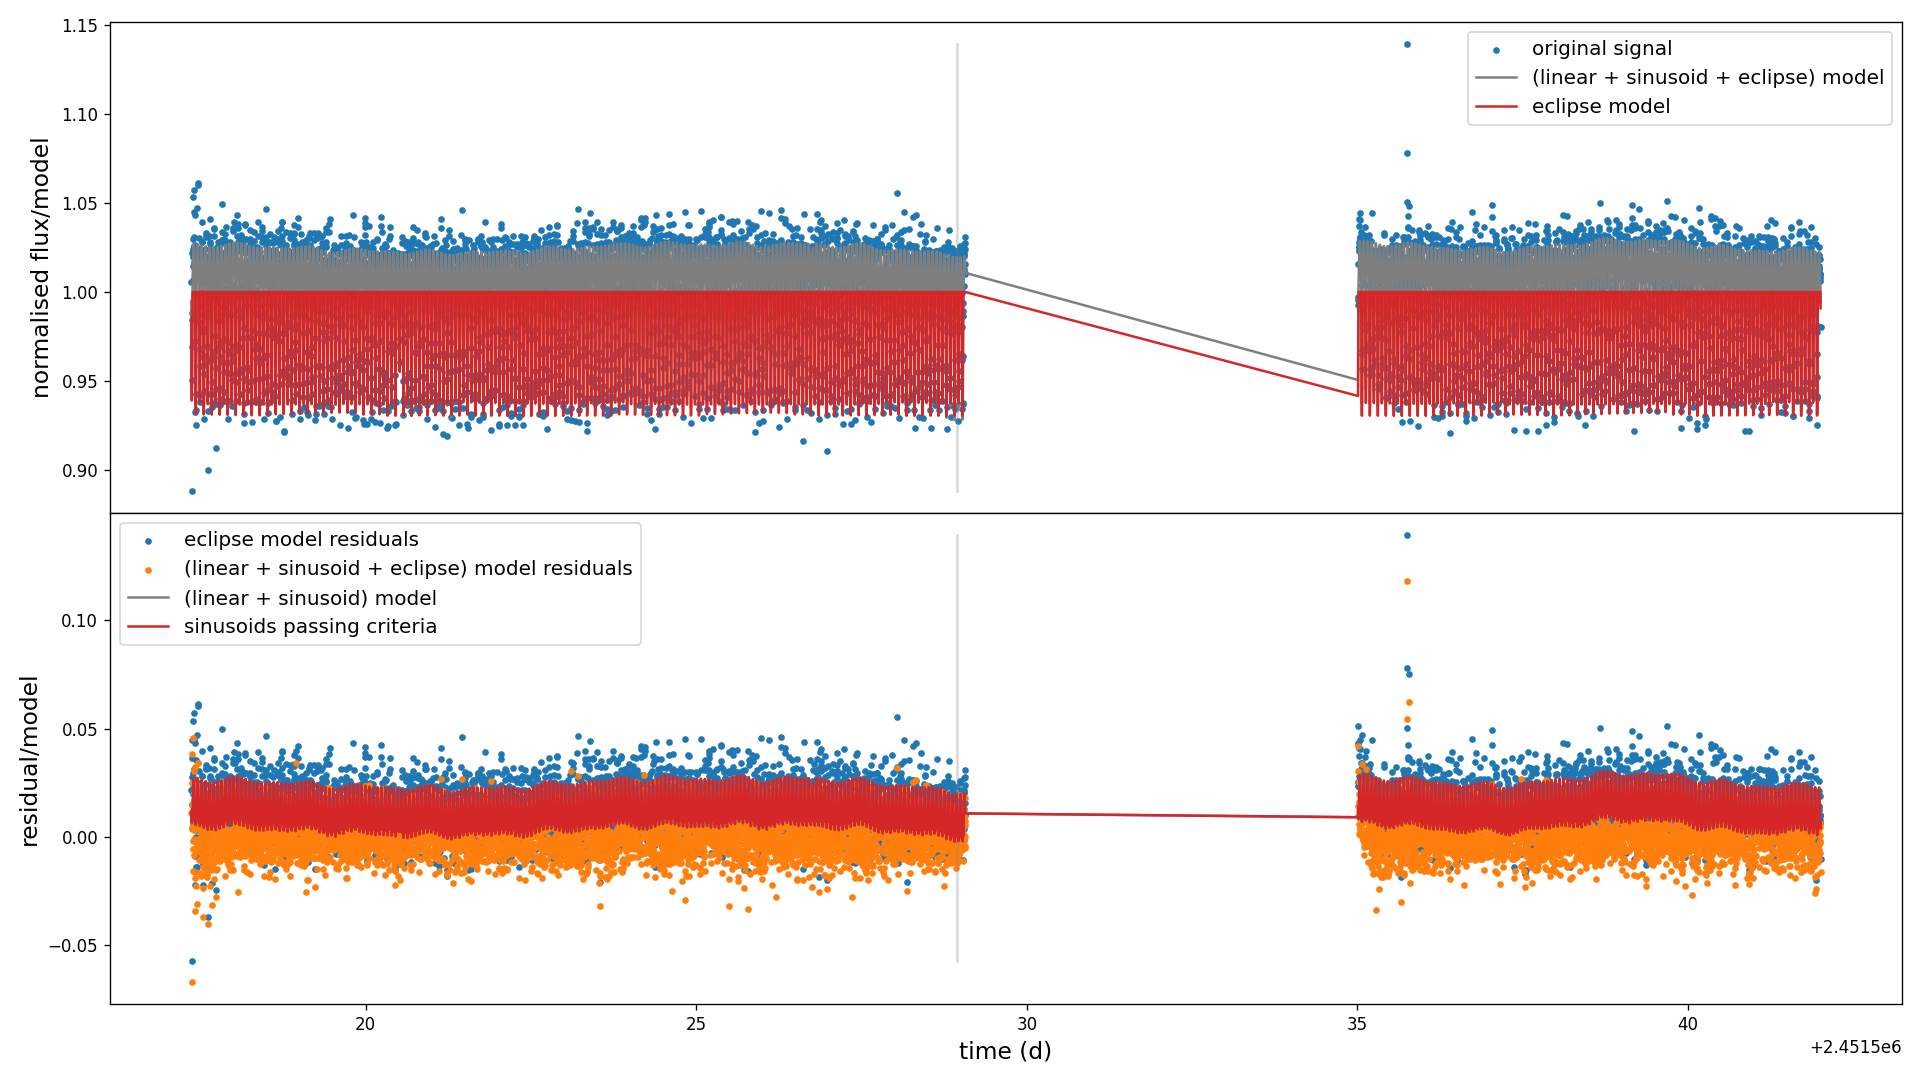 1.15
1.10
1.05
1.00
0.95
0.90
normalised flux/model
original signal
(linear + sinusoid + eclipse) model
eclipse model
eclipse model residuals
(linear + sinusoid + eclipse) model residuals
(linear + sinusoid) model
sinusoids passing criteria
0.10
0.05
0.00
−0.05
residual/model
20
25
30
35
40
time (d)
+2.4515e6